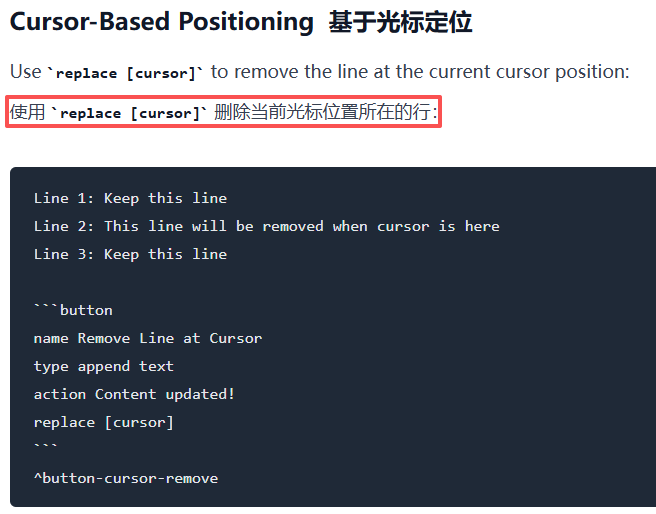 Cursor-Based Positioning 基于光标定位
Use `replace [cursor]` to remove the line at the current cursor position:
使用 `replace [cursor]` 删除当前光标位置所在的行:
Line 1: Keep this line
Line 2: This line will be removed when cursor is here
Line 3: Keep this line
```button
name Remove Line at Cursor
type append text
action Content updated!
replace [cursor]
```
^button-cursor-remove